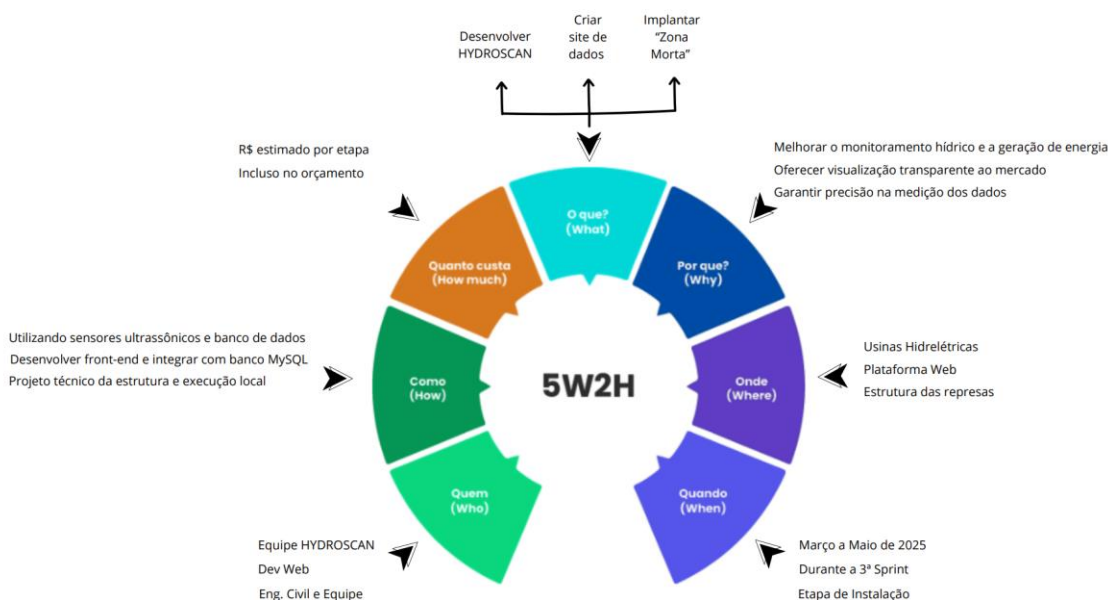 Desenvolver
HYDROSCAN
Criar
site de
dados
Implantar
“Zona
Morta”
R$ estimado por etapa
Incluso no orçamento
Melhorar o monitoramento hídrico e a geração de energia
Oferecer visualização transparente ao mercado
Garantir precisão na medição dos dados
O que?
(What)
Quanto custa
(How much)
Por que?
(Why)
Utilizando sensores ultrassônicos e banco de dados
Desenvolver front-end e integrar com banco MySQL
Projeto técnico da estrutura e execução local
Como
(How)
5W2H
Onde
(Where)
Usinas Hidrelétricas
Plataforma Web
Estrutura das represas
Quem
(Who)
Quando
(When)
Equipe HYDROSCAN
Dev Web
Eng. Civil e Equipe
Março a Maio de 2025
Durante a 3ª Sprint
Etapa de Instalação